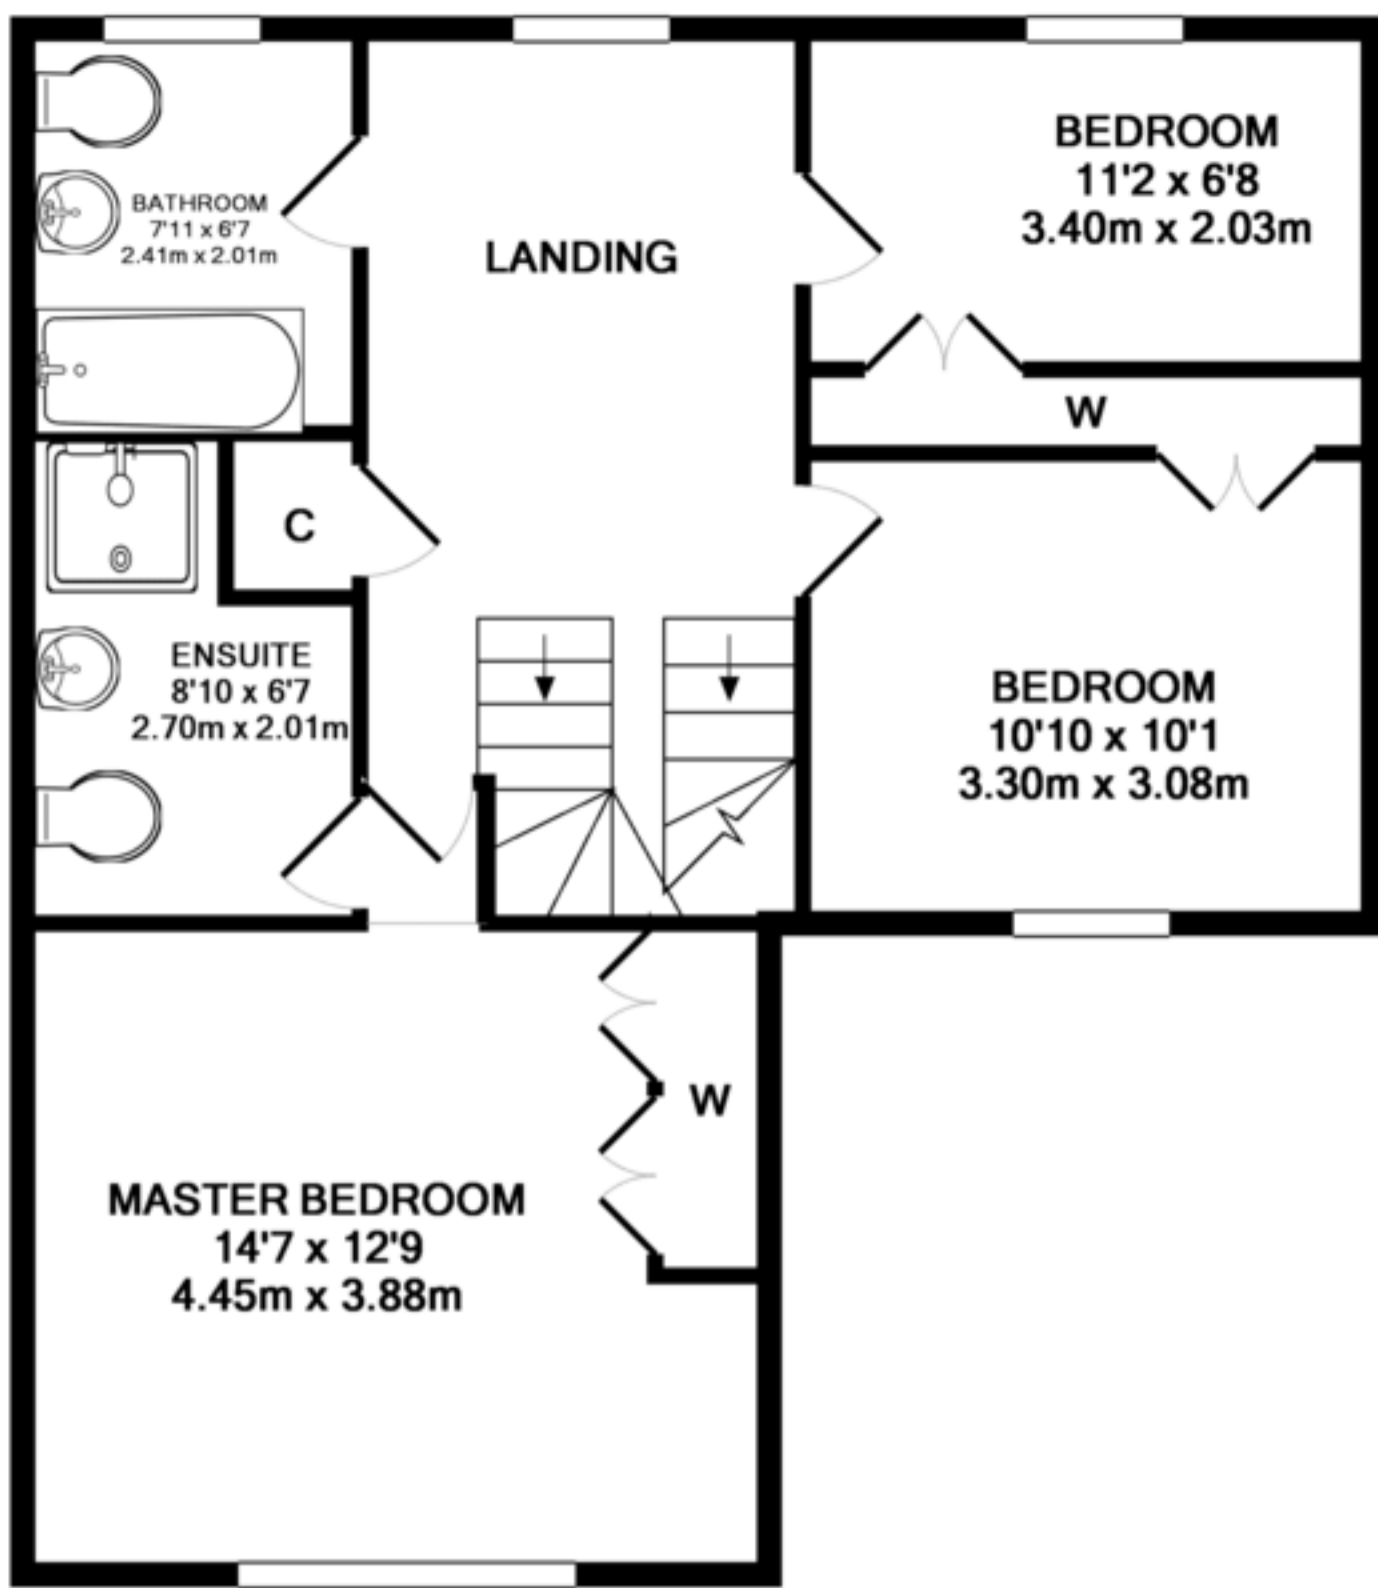 BATHROOM
7'11 x 6'7
2.41m x 2.01m
LANDING
BEDROOM
11'2 x 6'8
3.40m x 2.03m
W
C
ENSUITE
8'10 x 6'7
2.70m x 2.01m
BEDROOM
10'10 x 10'1
3.30m x 3.08m
W
MASTER BEDROOM
14'7 x 12'9
4.45m x 3.88m